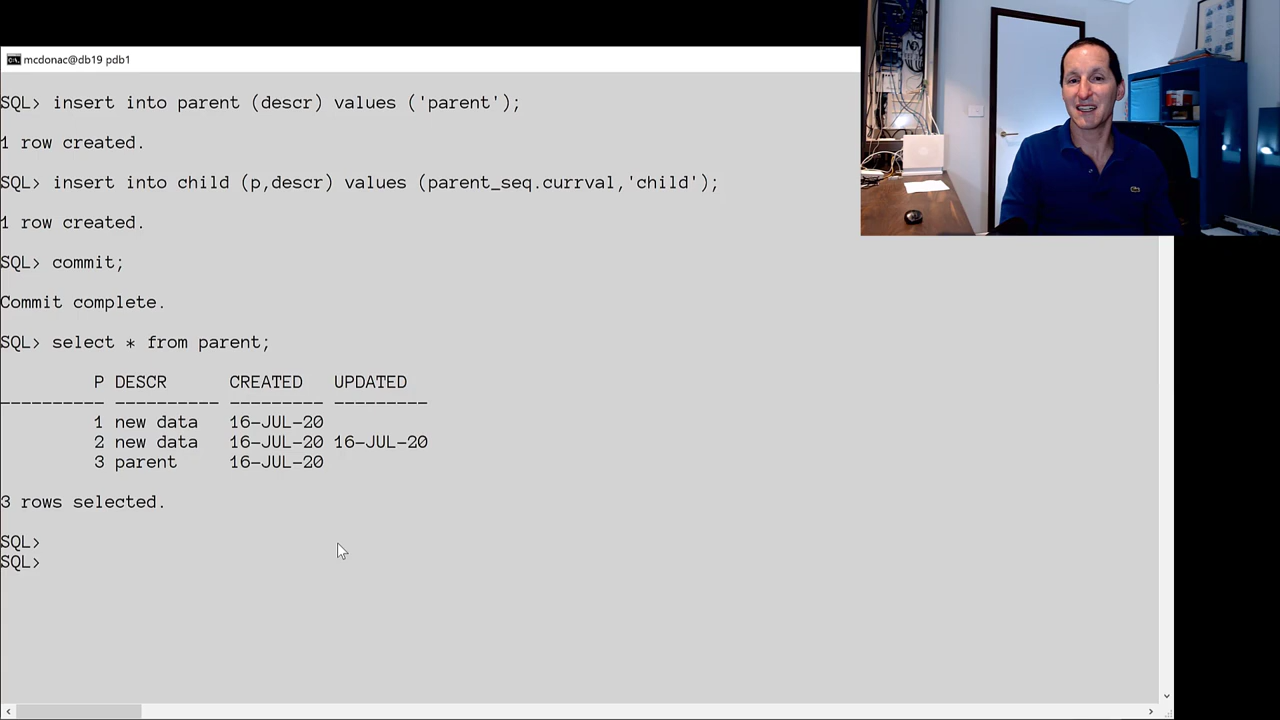 mcdonac@db19 pdb1
SQL> insert into parent (descr) values ('parent');
1 row created.
SQL> insert into child (p,descr) values (parent_seq.currval,'child');
1 row created.
SQL> commit;
Commit complete.
SQL> select * from parent;
P DESCR CREATED UPDATED
---------- ---------- --------- ---------
1 new data 16-JUL-20
2 new data 16-JUL-20 16-JUL-20
3 parent 16-JUL-20
3 rows selected.
SQL>
SQL>